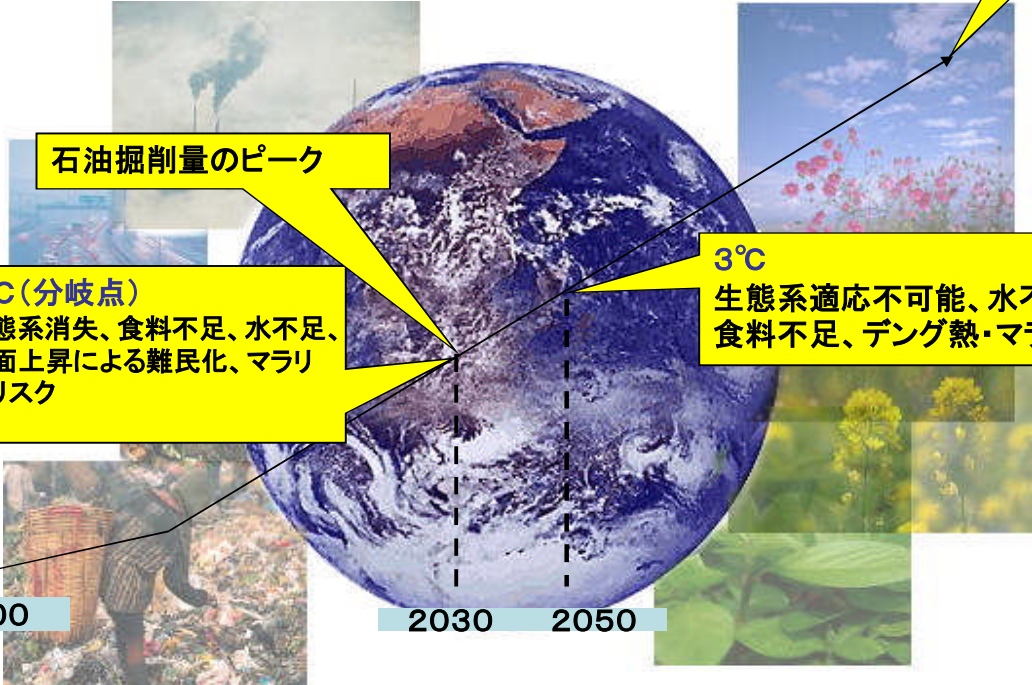 石油掘削量のピーク
℃(分岐点)
態系消失、食料不足、水不足、
面上昇による難民化、マラリ
リスク
3℃
生態系適応不可能、水不
食料不足、デング熱・マラ
00
2030
2050